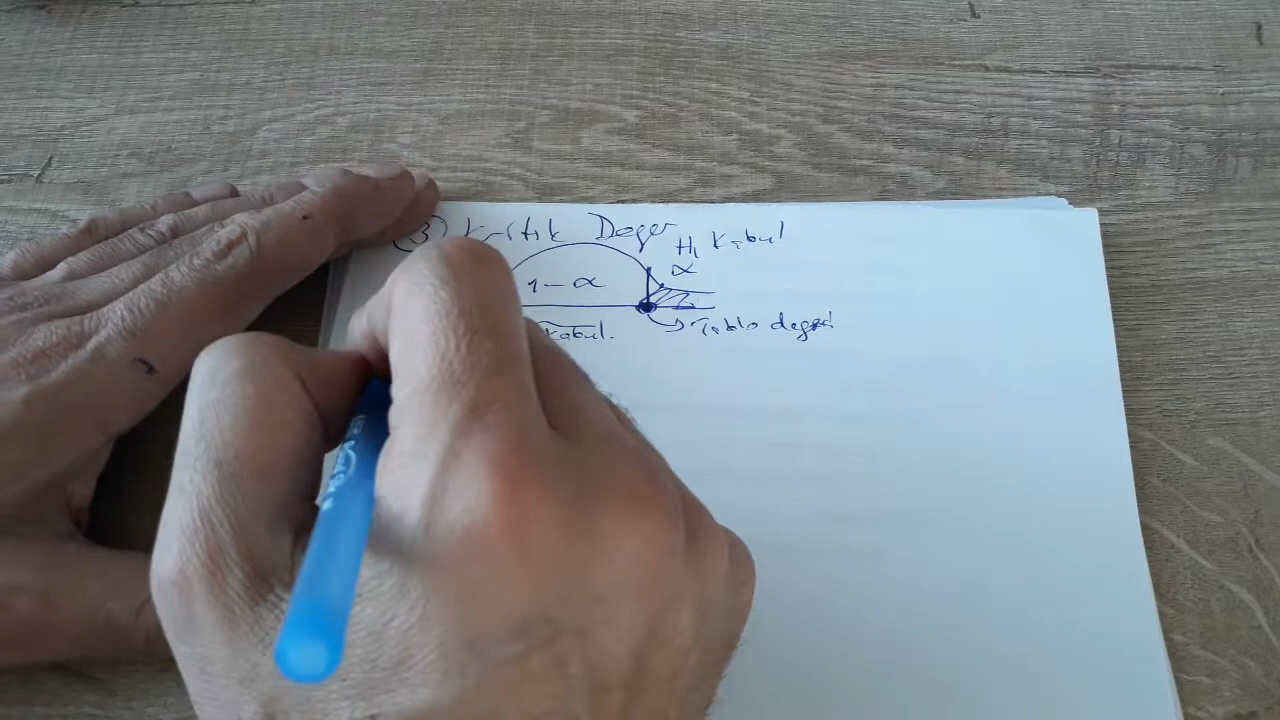 3 Kritik Değer
H₁ Kabul
1-α
α
Kabul.
Tablo değeri